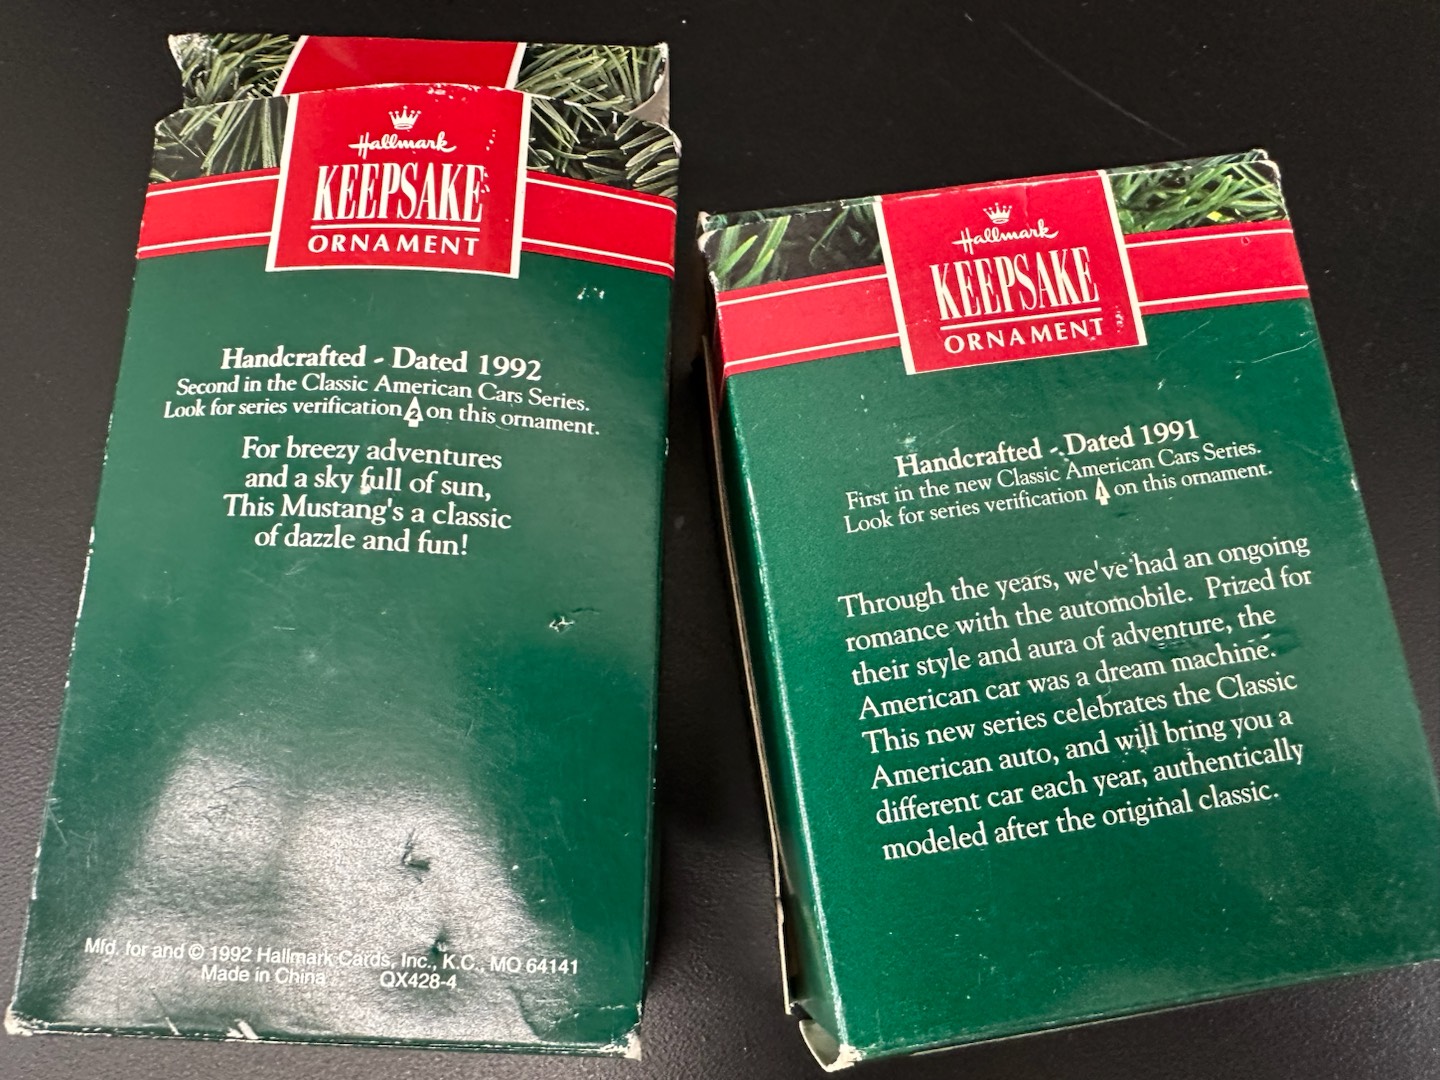 Hallmark
KEEPSAKE
ORNAMENT
Handcrafted - Dated 1992
Second in the Classic American Cars Series.
Look for series verification 2 on this ornament.
For breezy adventures
and a sky full of sun,
This Mustang's a classic
of dazzle and fun!
Mfd. for and © 1992 Hallmark Cards, Inc., K.C., MO 64141
Made in China QX428-4
Hallmark
KEEPSAKE
ORNAMENT
Handcrafted - Dated 1991
First in the new Classic American Cars Series.
Look for series verification 1 on this ornament.
Through the years, we've had an ongoing
romance with the automobile. Prized for
their style and aura of adventure, the
American car was a dream machine.
This new series celebrates the Classic
American auto, and will bring you a
different car each year, authentically
modeled after the original classic.